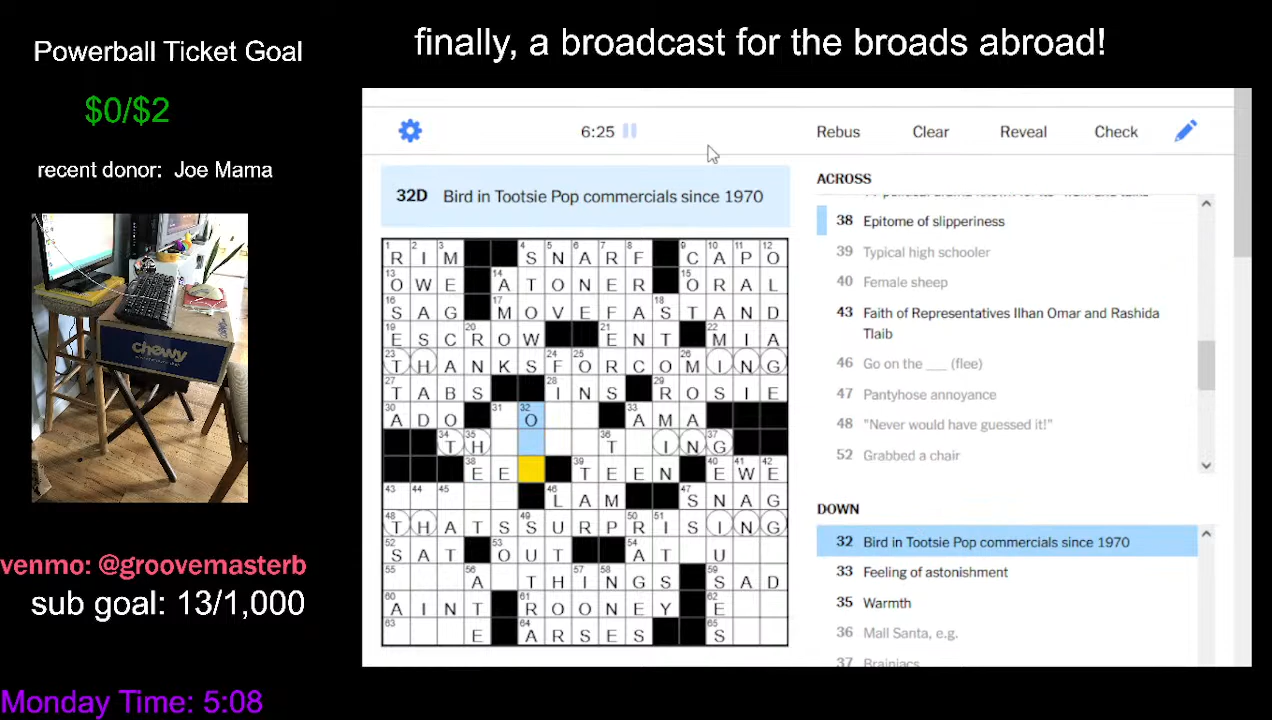 Powerball Ticket Goal
$0/$2
recent donor: Joe Mama
chewy
venmo: @groovemasterb
sub goal: 13/1,000
Monday Time: 5:08
finally, a broadcast for the broads abroad!
6:25
Rebus Clear Reveal Check
32D Bird in Tootsie Pop commercials since 1970
R I M S N A R F C A P O
O W E A T O N E R O R A L
S A G M O V E F A S T A N D
E S C R O W E N T M I A
T H A N K S F O R C O M I N G
T A B S I N S R O S I E
A D O O A M A
T H T I N G
E E T E E N E W E
L A M S N A G
T H A T S S U R P R I S I N G
S A T O U T A T U
A T H I N G S S A D
A I N T R O O N E Y E
E A R S E S S
ACROSS
38 Epitome of slipperiness
39 Typical high schooler
40 Female sheep
43 Faith of Representatives Ilhan Omar and Rashida
Tlaib
46 Go on the ___ (flee)
47 Pantyhose annoyance
48 "Never would have guessed it!"
52 Grabbed a chair
DOWN
32 Bird in Tootsie Pop commercials since 1970
33 Feeling of astonishment
35 Warmth
36 Mall Santa, e.g.
37 Brainiacs